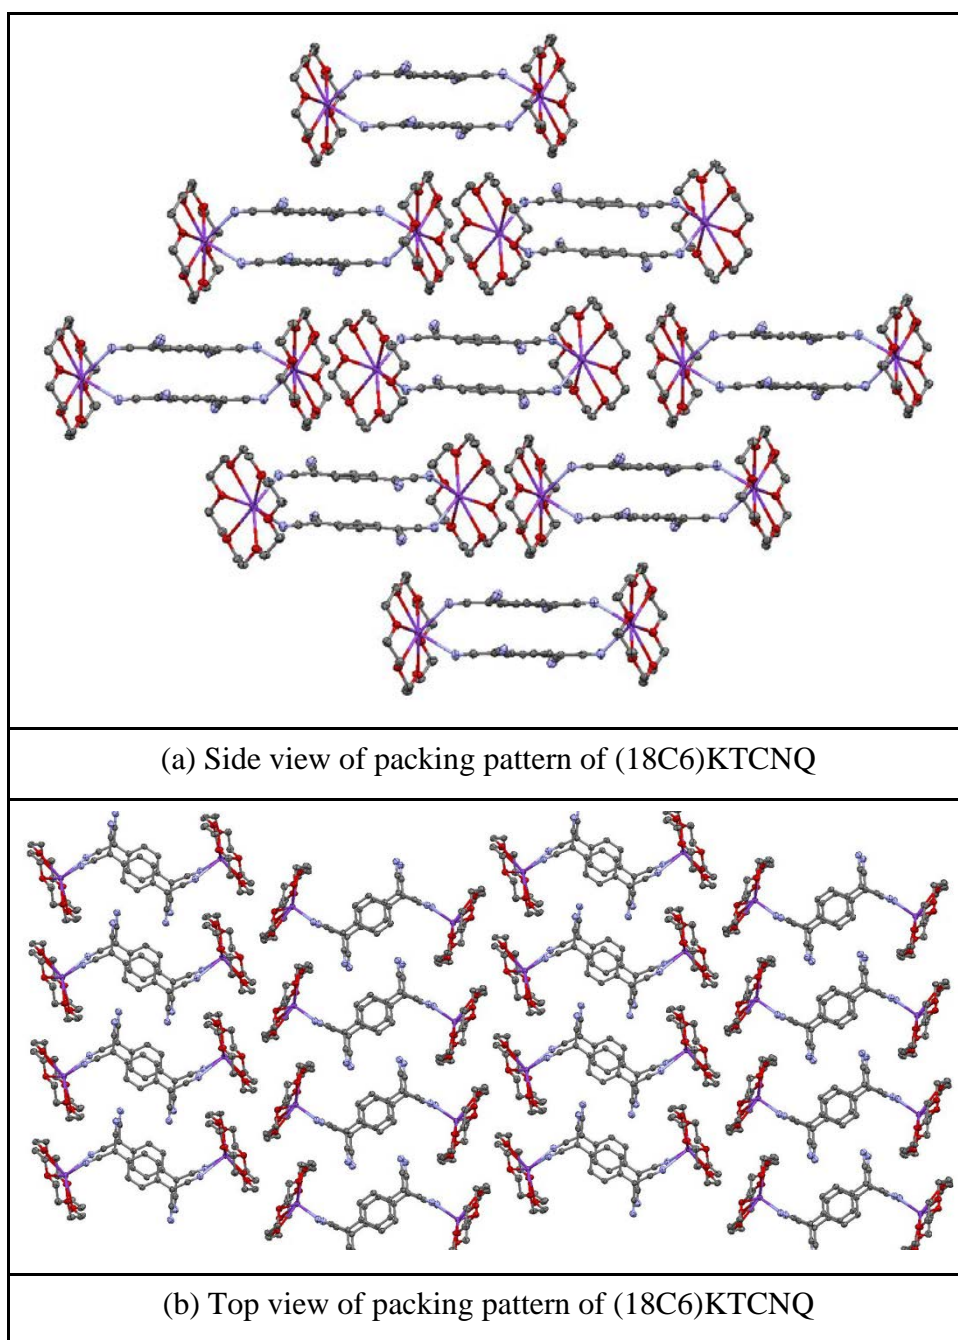 (a) Side view of packing pattern of (18C6)KTCNQ
(b) Top view of packing pattern of (18C6)KTCNQ